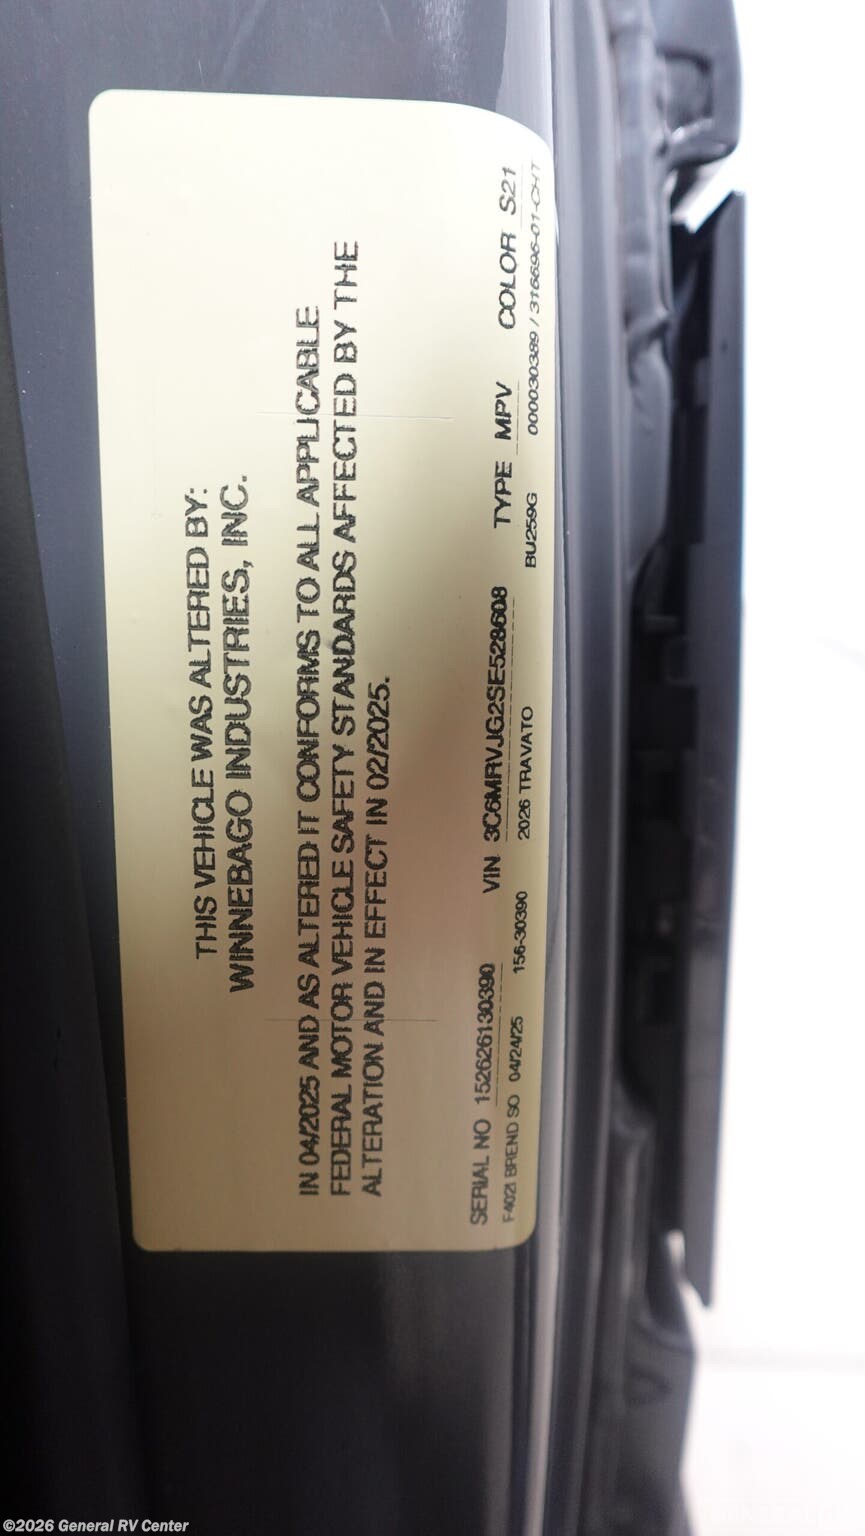 THIS VEHICLE WAS ALTERED BY:
WINNEBAGO INDUSTRIES, INC.
IN 04/2025 AND AS ALTERED IT CONFORMS TO ALL APPLICABLE
FEDERAL MOTOR VEHICLE SAFETY STANDARDS AFFECTED BY THE
ALTERATION AND IN EFFECT IN 02/2025.
SERIAL NO 152626130390 VIN 3C6MRVJG2SE528608 TYPE MPV COLOR S21
F402I BREND SO 04/24/25 156-30390 2026 TRAVATO BU259G 000030389 / 316696-01-CHT
©2026 General RV Center